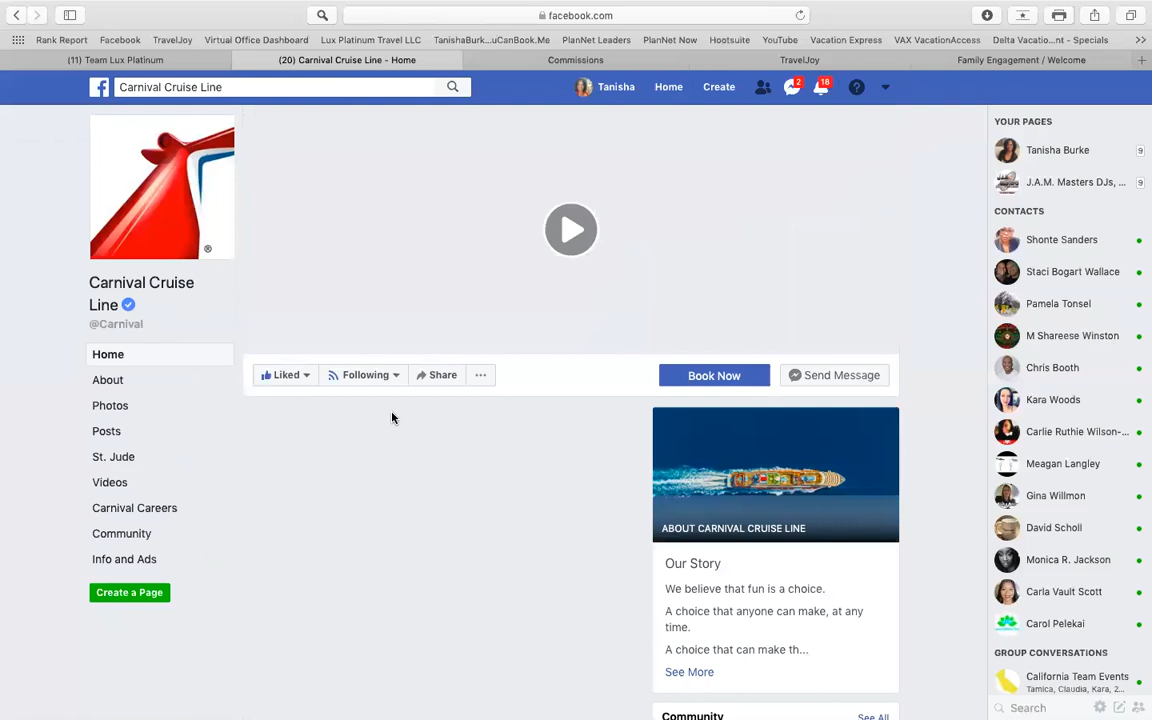 facebook.com
Rank Report Facebook TravelJoy Virtual Office Dashboard Lux Platinum Travel LLC TanishaBurk...uCanBook.Me PlanNet Leaders PlanNet Now Hootsuite YouTube Vacation Express VAX VacationAccess Delta Vacatio...nt - Specials
(11) Team Lux Platinum (20) Carnival Cruise Line - Home Commissions TravelJoy Family Engagement / Welcome
Carnival Cruise Line Tanisha Home Create 2 18
Carnival Cruise
Line
@Carnival
Home
About
Photos
Posts
St. Jude
Videos
Carnival Careers
Community
Info and Ads
Create a Page
Liked Following Share ... Book Now Send Message
ABOUT CARNIVAL CRUISE LINE
Our Story
We believe that fun is a choice.
A choice that anyone can make, at any
time.
A choice that can make th...
See More
Community See All
YOUR PAGES
Tanisha Burke 9
J.A.M. Masters DJs, ... 9
CONTACTS
Shonte Sanders
Staci Bogart Wallace
Pamela Tonsel
M Shareese Winston
Chris Booth
Kara Woods
Carlie Ruthie Wilson-...
Meagan Langley
Gina Willmon
David Scholl
Monica R. Jackson
Carla Vault Scott
Carol Pelekai
GROUP CONVERSATIONS
California Team Events
Tamica, Claudia, Kara, 2...
Search